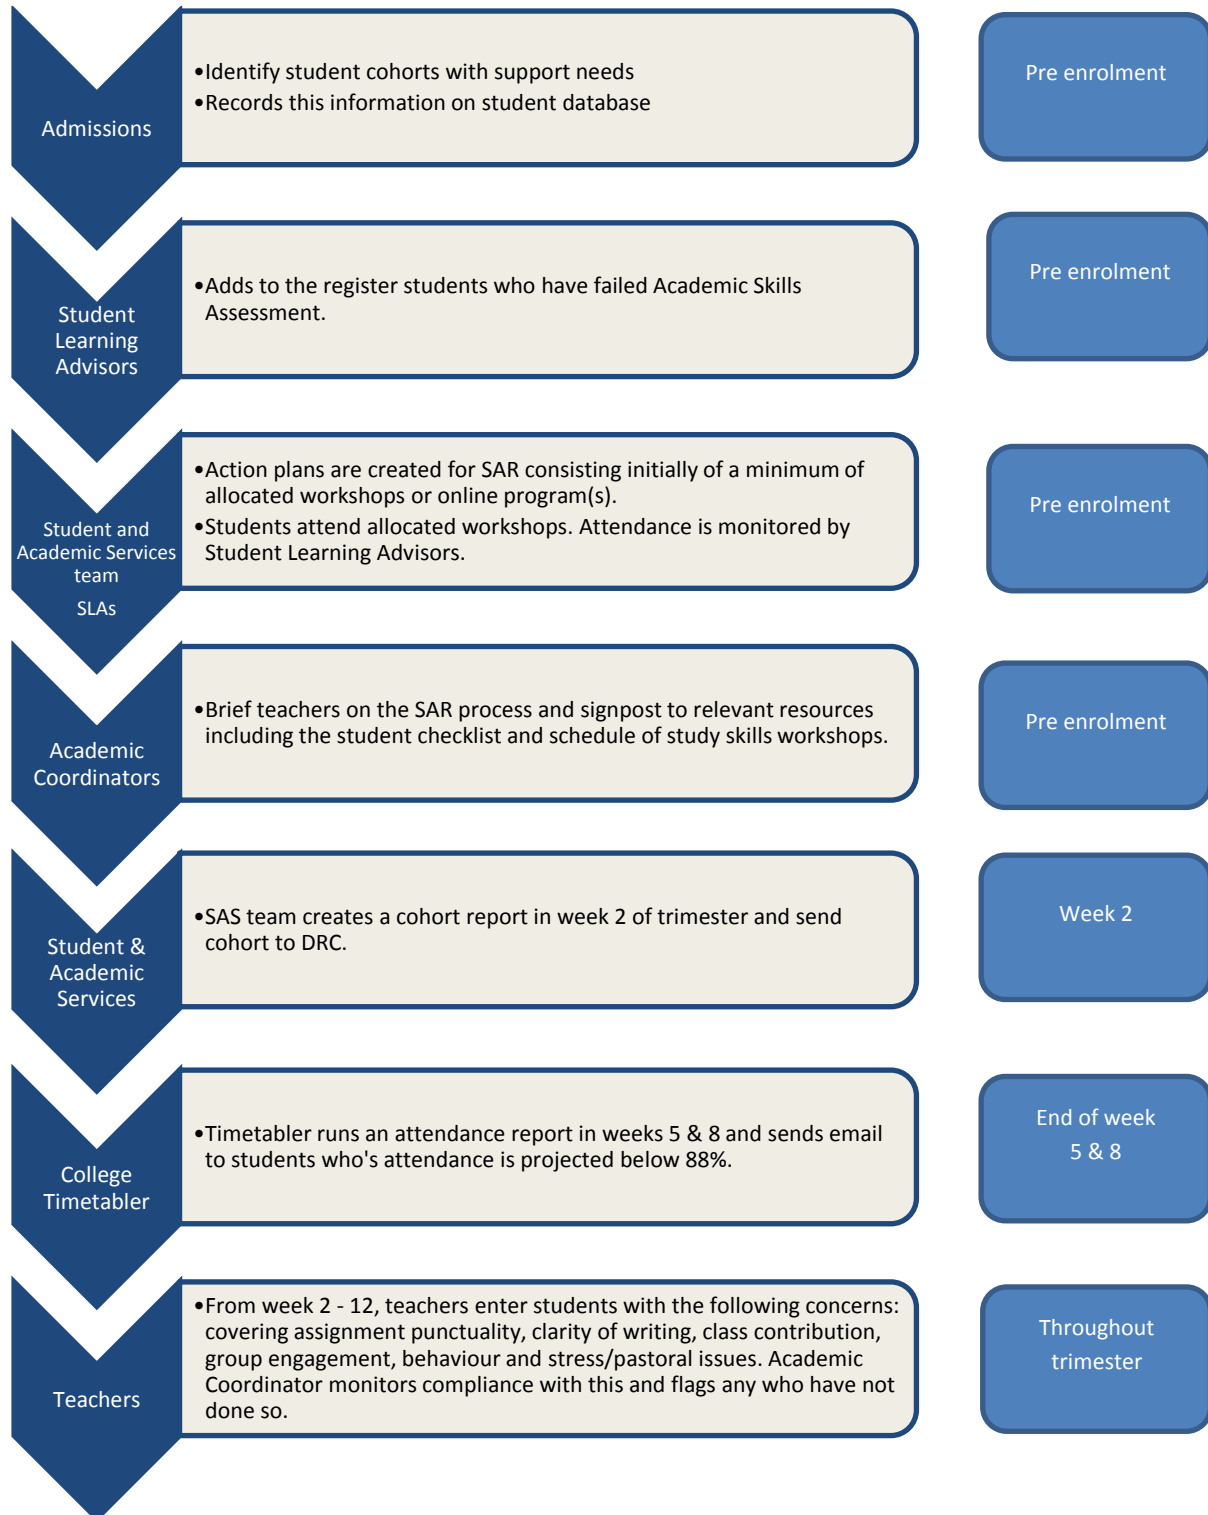 Admissions
•Identify student cohorts with support needs
•Records this information on student database
Pre enrolment
Student
Learning
Advisors
•Adds to the register students who have failed Academic Skills
Assessment.
Pre enrolment
Student and
Academic Services
team
SLAs
•Action plans are created for SAR consisting initially of a minimum of
allocated workshops or online program(s).
•Students attend allocated workshops. Attendance is monitored by
Student Learning Advisors.
Pre enrolment
Academic
Coordinators
•Brief teachers on the SAR process and signpost to relevant resources
including the student checklist and schedule of study skills workshops.
Pre enrolment
Student &
Academic
Services
•SAS team creates a cohort report in week 2 of trimester and send
cohort to DRC.
Week 2
College
Timetabler
•Timetabler runs an attendance report in weeks 5 & 8 and sends email
to students who's attendance is projected below 88%.
End of week
5 & 8
Teachers
•From week 2 - 12, teachers enter students with the following concerns:
covering assignment punctuality, clarity of writing, class contribution,
group engagement, behaviour and stress/pastoral issues. Academic
Coordinator monitors compliance with this and flags any who have not
done so.
Throughout
trimester